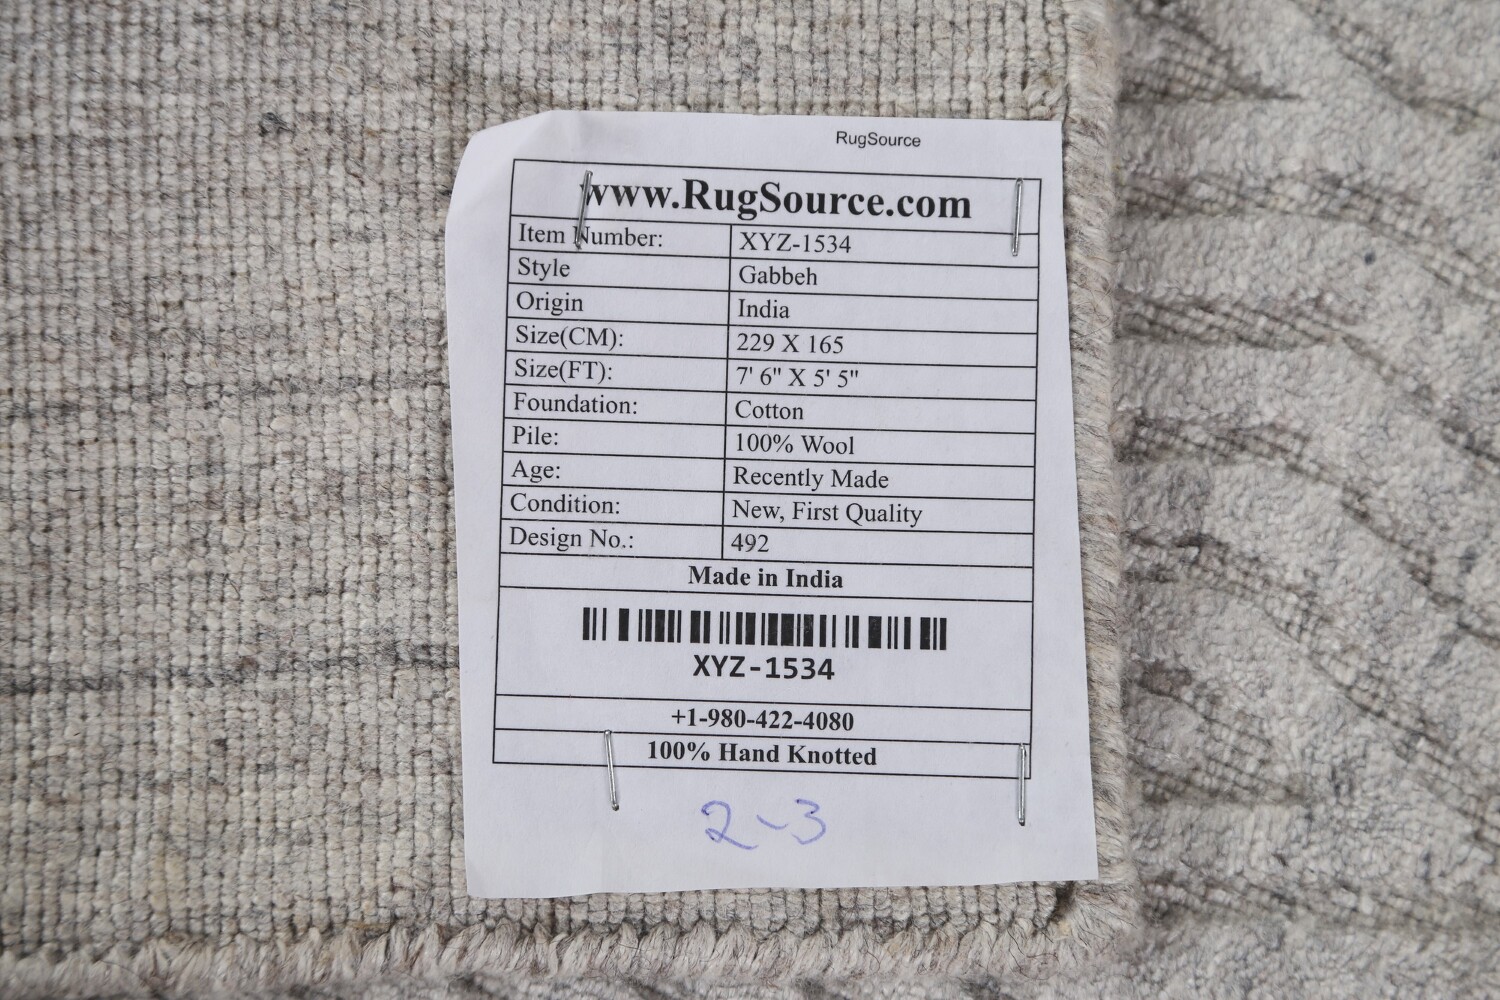 RugSource
www.RugSource.com
Item Number: XYZ-1534
Style Gabbeh
Origin India
Size(CM): 229 X 165
Size(FT): 7' 6" X 5' 5"
Foundation: Cotton
Pile: 100% Wool
Age: Recently Made
Condition: New, First Quality
Design No.: 492
Made in India
XYZ-1534
+1-980-422-4080
100% Hand Knotted
2-3